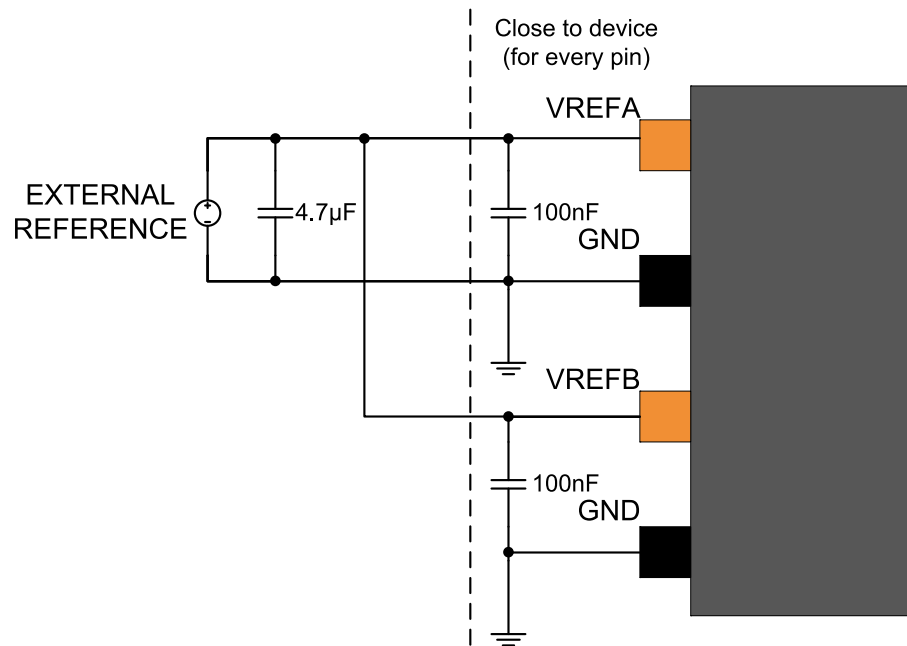 Close to device
(for every pin)
VREFA
EXTERNAL
REFERENCE
+
-
4.7µF
100nF
GND
VREFB
100nF
GND